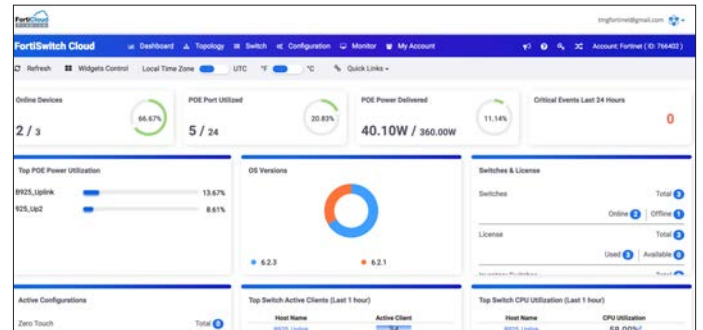 FortiCloud
tmgfortinet@gmail.com
FortiSwitch Cloud Dashboard Topology Switch Configuration Monitor My Account Account: Fortinet ( ID: 766402 )
Refresh Widgets Control Local Time Zone UTC °F °C Quick Links
Online Devices POE Port Utilized POE Power Delivered Critical Events Last 24 Hours
66.67% 20.83% 11.14% 0
2 / 3 5 / 24 40.10W / 360.00W
Top POE Power Utilization OS Versions Switches & License
B925_Uplink 13.67% Switches Total 3
925_Up2 8.61% Online 2 Offline 1
License Total 3
6.2.3 6.2.1 Used 3 Available 0
Active Configurations Top Switch Active Clients (Last 1 hour) Top Switch CPU Utilization (Last 1 hour)
Host Name Active Client Host Name CPU Utilization
Zero Touch Total 0